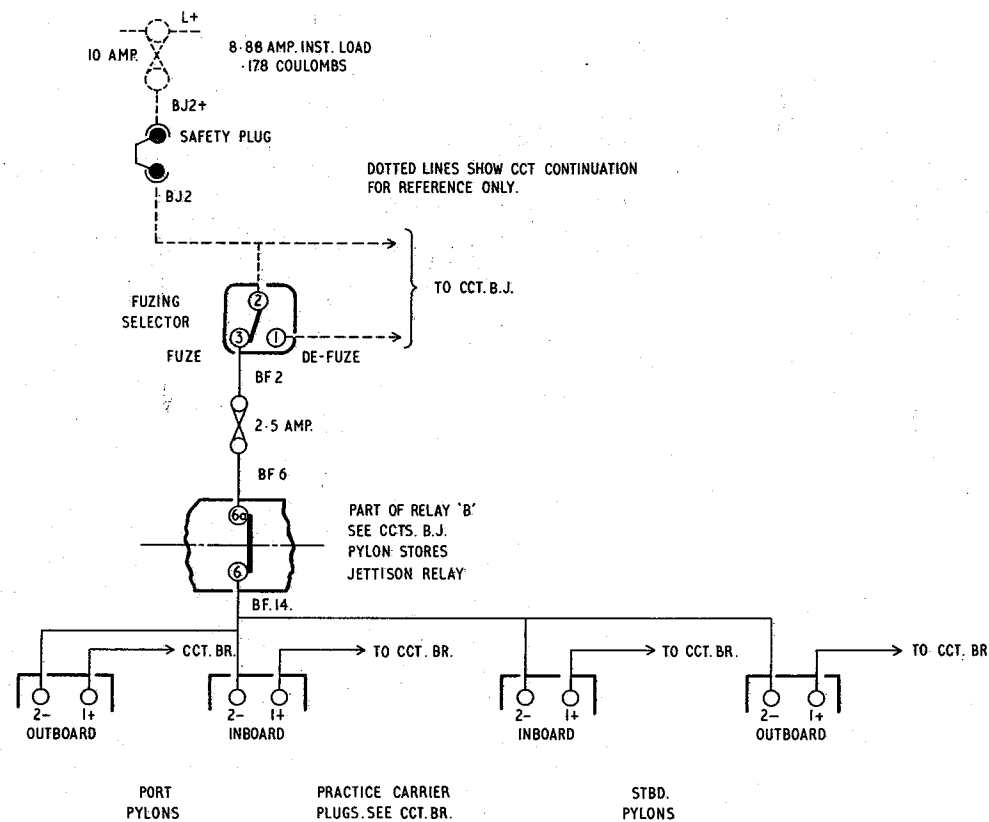 L+
10 AMP.
8·88 AMP. INST. LOAD
·178 COULOMBS
BJ2+
SAFETY PLUG
DOTTED LINES SHOW CCT CONTINUATION
FOR REFERENCE ONLY.
BJ2
TO CCT. B.J.
FUZING
SELECTOR
2
3
1
FUZE
DE-FUZE
BF 2
2·5 AMP.
BF 6
6a
PART OF RELAY 'B'
SEE CCTS. B.J.
PYLON STORES
JETTISON RELAY
6
BF.14.
CCT. BR.
TO CCT. BR.
TO CCT. BR.
TO CCT. BR
2-
1+
2-
1+
2-
1+
2-
1+
OUTBOARD
INBOARD
INBOARD
OUTBOARD
PORT
PYLONS
PRACTICE CARRIER
PLUGS. SEE CCT. BR.
STBD.
PYLONS